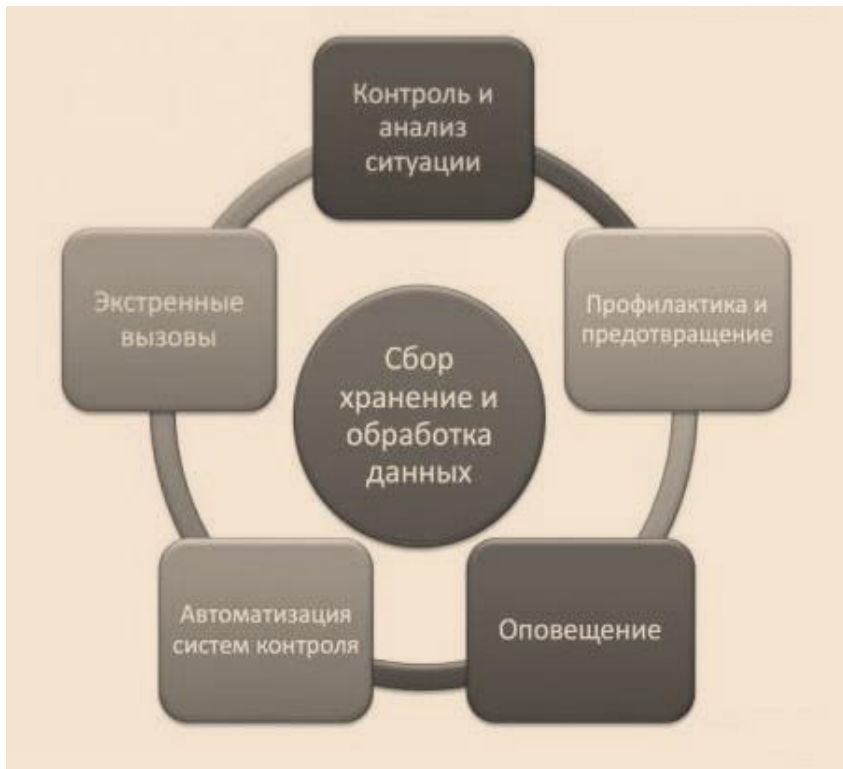 Контроль и
анализ
ситуации
Экстренные
вызовы
Профилактика и
предотвращение
Сбор
хранение и
обработка
данных
Автоматизация
систем контроля
Оповещение